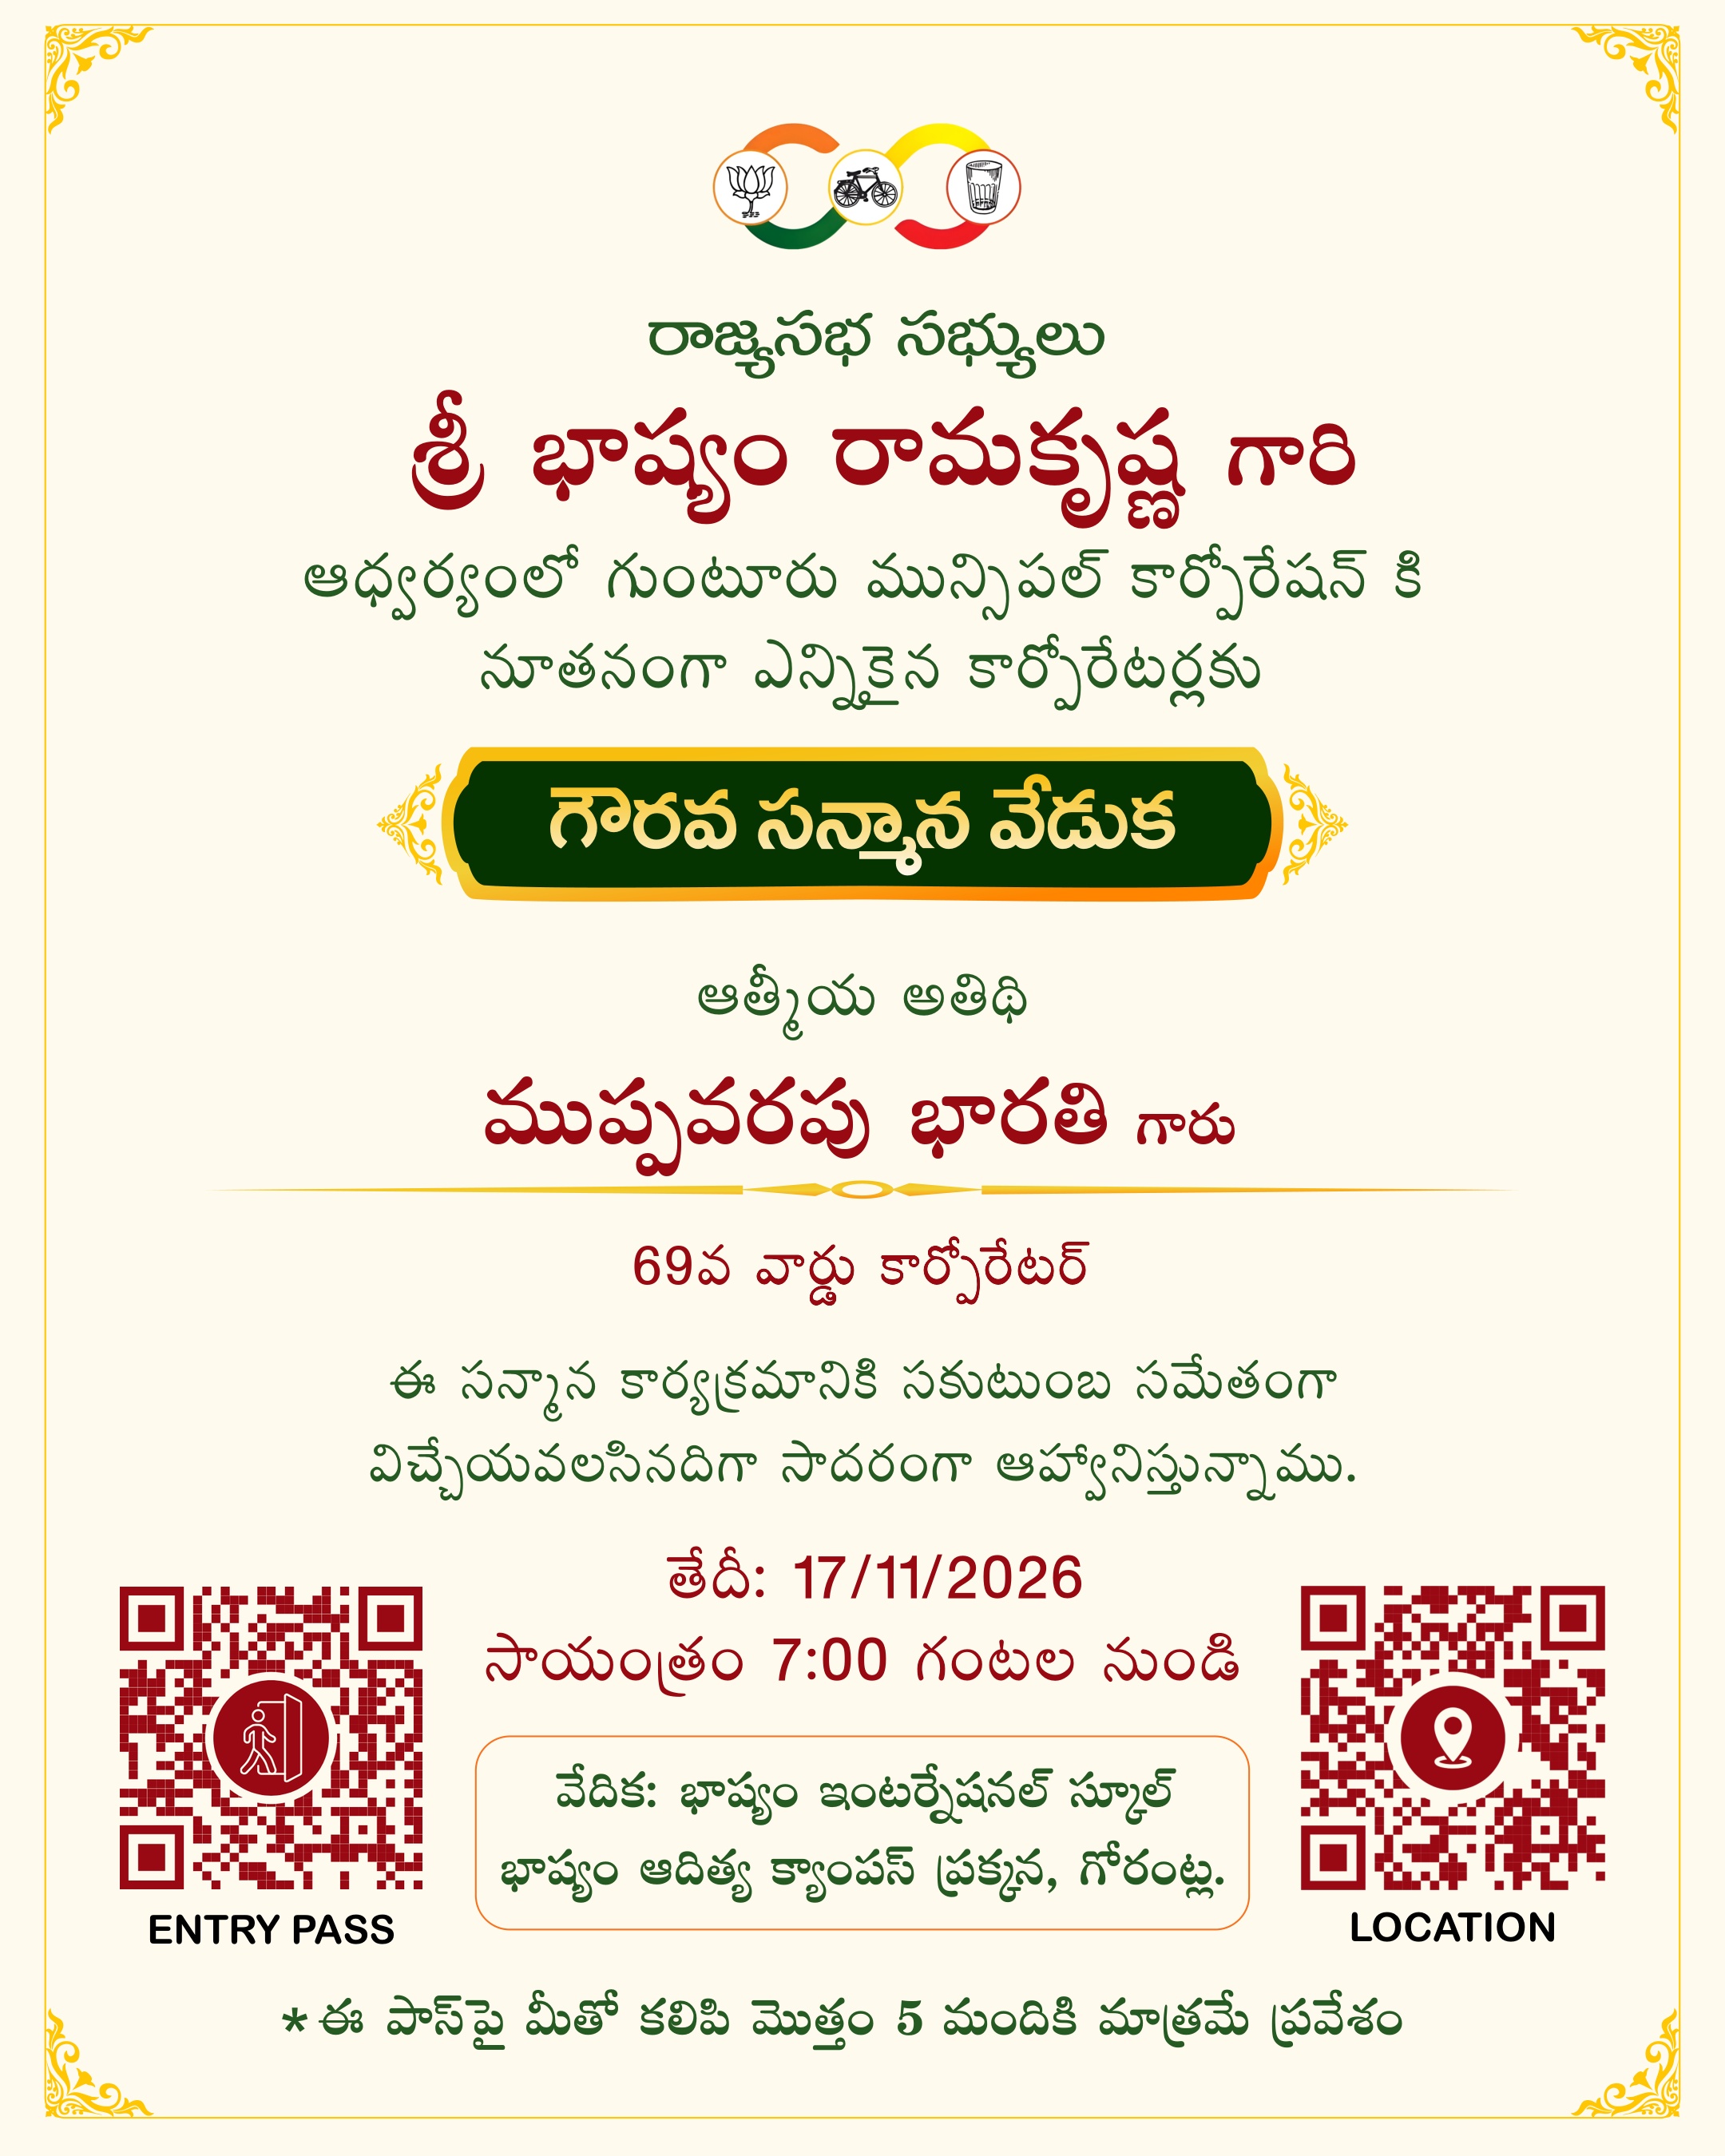 రాజ్యసభ సభ్యులు
శ్రీ భాష్యం రామకృష్ణ గారి
ఆధ్వర్యంలో గుంటూరు మున్సిపల్ కార్పోరేషన్ కి
నూతనంగా ఎన్నికైన కార్పోరేటర్లకు
గౌరవ సన్మాన వేడుక
ఆత్మీయ అతిథి
ముప్పవరపు భారతి గారు
69వ వార్డు కార్పోరేటర్
ఈ సన్మాన కార్యక్రమానికి సకుటుంబ సమేతంగా
విచ్చేయవలసినదిగా సాదరంగా ఆహ్వానిస్తున్నాము.
తేదీ: 17/11/2026
సాయంత్రం 7:00 గంటల నుండి
వేదిక: భాష్యం ఇంటర్నేషనల్ స్కూల్
భాష్యం ఆదిత్య క్యాంపస్ ప్రక్కన, గోరంట్ల.
ENTRY PASS
LOCATION
*ఈ పాస్‌పై మీతో కలిపి మొత్తం 5 మందికి మాత్రమే ప్రవేశం